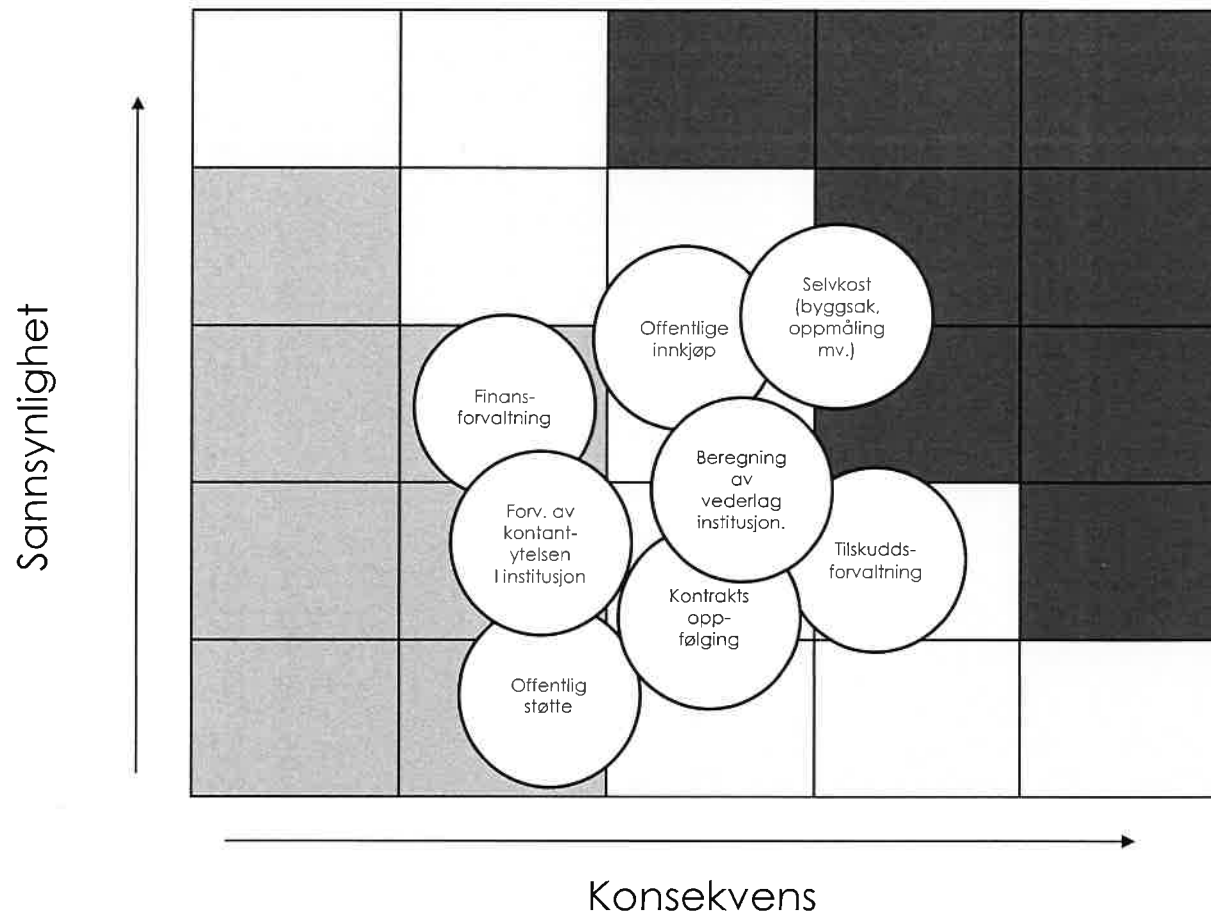 Sannsynlighet
Selvkost
(byggsak,
oppmåling
mv.)
Offentlige
innkjøp
Finans-
forvaltning
Beregning
av
vederlag
institusjon.
Forv. av
kontant-
ytelsen
I institusjon
Tilskudds-
forvaltning
Kontrakts
opp-
følging
Offentlig
støtte
Konsekvens